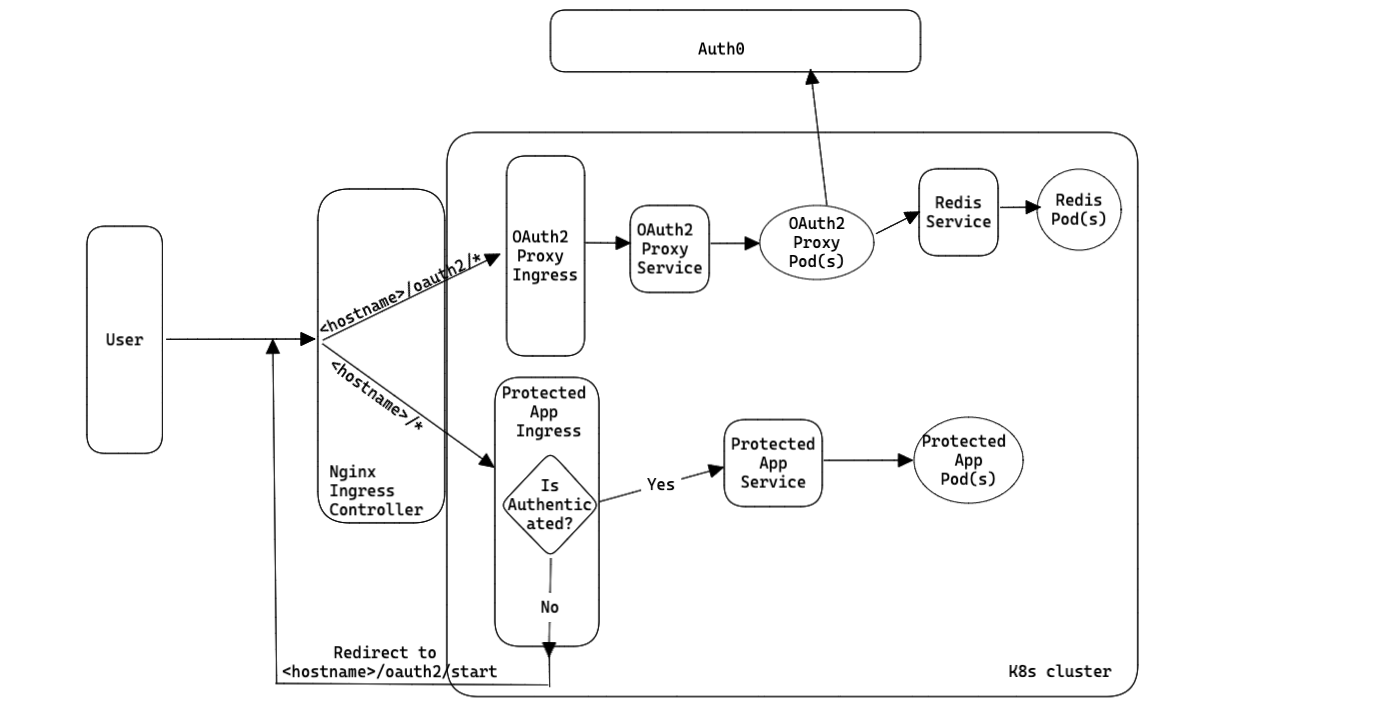 Auth0
OAuth2
Proxy
Ingress
OAuth2
Proxy
Service
OAuth2
Proxy
Pod(s)
Redis
Service
Redis
Pod(s)
<hostname>/oauth2/*
User
<hostname>/*
Nginx
Ingress
Controller
Protected
App
Ingress
Is
Authentic
ated?
Yes
Protected
App
Service
Protected
App
Pod(s)
No
Redirect to
<hostname>/oauth2/start
K8s cluster